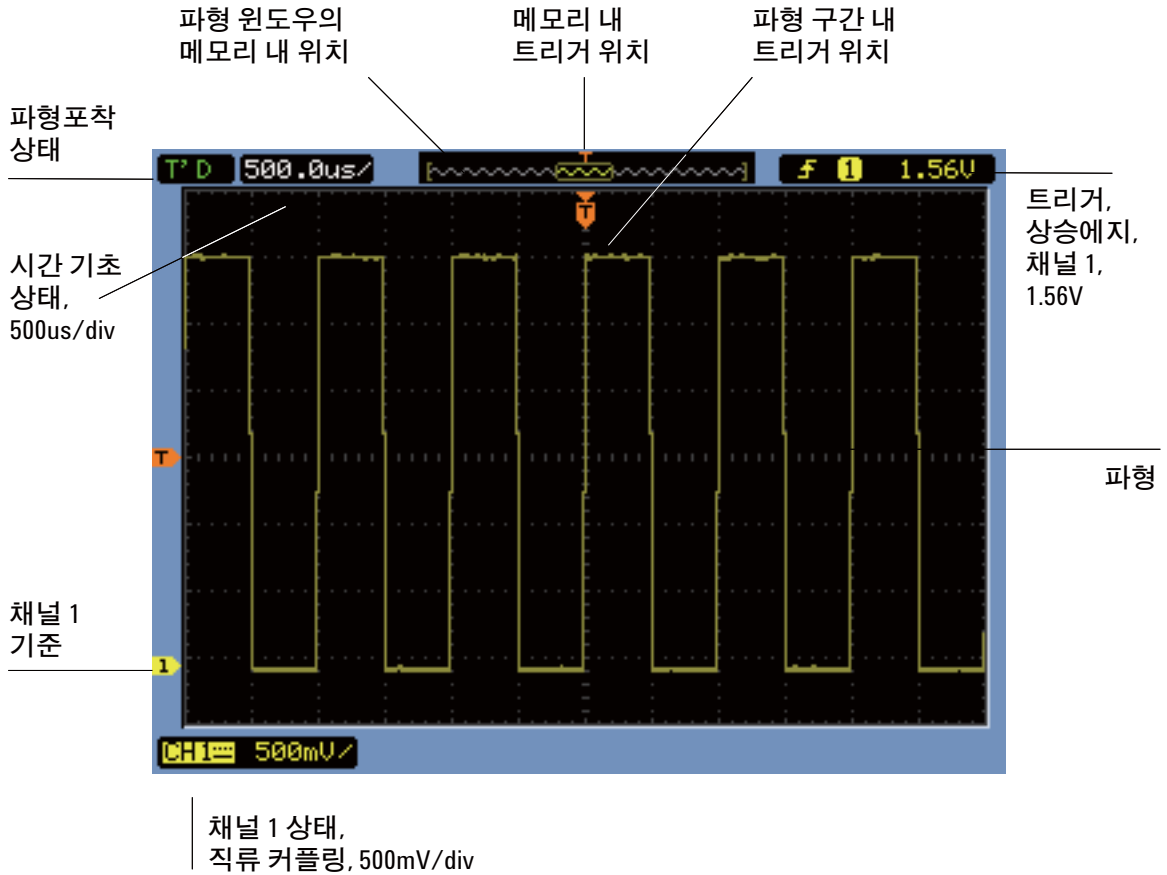 파형 윈도우의
메모리 내 위치
메모리 내
트리거 위치
파형 구간 내
트리거 위치
파형포착
상태
T'D 500.0us/ T f 1 1.56V
T
트리거,
상승에지,
채널 1,
1.56V
시간 기초
상태,
500us/div
T
파형
채널 1
기준
1
CH1 500mV/
채널 1 상태,
직류 커플링, 500mV/div